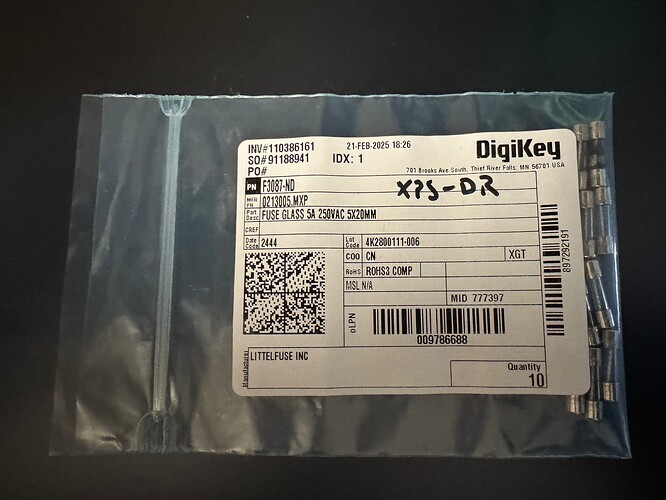 INV#110386161 21-FEB-2025 18:26
SO#91188941 IDX: 1
PO#
DigiKey
701 Brooks Ave South, Thief River Falls, MN 56701 USA
PN F3087-ND
XPS-DR
MFR PN 0213005.MXP
Part Desc FUSE GLASS 5A 250VAC 5X20MM
CREF
Date Code 2444 Lot Code 4K2800111-006
COO CN XGT
RoHS ROHS3 COMP
MSL N/A
MID 777397
oLPN
009786688
897292191
Manufacturer LITTELFUSE INC
Quantity
10